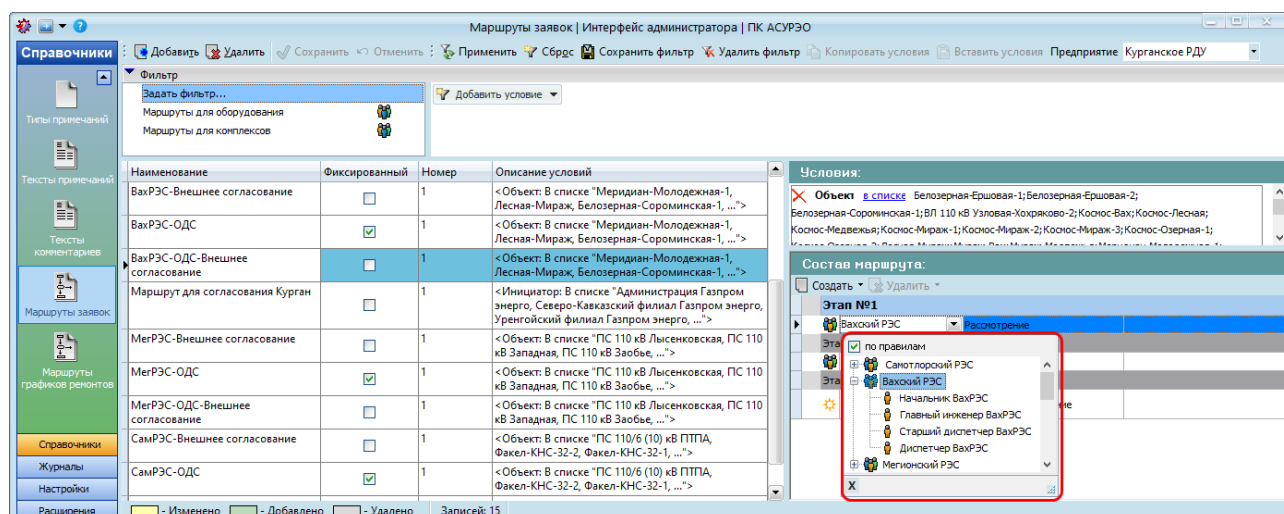 Маршруты заявок | Интерфейс администратора | ПК АСУРЭО
Справочники
Добавить Удалить Сохранить Отменить Применить Сброс Сохранить фильтр Удалить фильтр Копировать условия Вставить условия Предприятие Курганское РДУ
Фильтр
Задать фильтр...
Маршруты для оборудования
Маршруты для комплексов
Добавить условие
Типы примечаний
Тексты примечаний
Тексты комментариев
Маршруты заявок
Маршруты графиков ремонтов
Справочники
Журналы
Настройки
Расширения
Наименование Фиксированный Номер Описание условий
ВахРЭС-Внешнее согласование 1 <Объект: В списке "Меридиан-Молодежная-1,
Лесная-Мираж, Белозерная-Сороминская-1, ...">
ВахРЭС-ОДС 1 <Объект: В списке "Меридиан-Молодежная-1,
Лесная-Мираж, Белозерная-Сороминская-1, ...">
ВахРЭС-ОДС-Внешнее 1 <Объект: В списке "Меридиан-Молодежная-1,
согласование Лесная-Мираж, Белозерная-Сороминская-1, ...">
Маршрут для согласования Курган 1 <Инициатор: В списке "Администрация Газпром
энерго, Северо-Кавказский филиал Газпром энерго,
Уренгойский филиал Газпром энерго, ...">
МегРЭС-Внешнее согласование 1 <Объект: В списке "ПС 110 кВ Лысенковская, ПС 110
кВ Западная, ПС 110 кВ Заобье, ...">
МегРЭС-ОДС 1 <Объект: В списке "ПС 110 кВ Лысенковская, ПС 110
кВ Западная, ПС 110 кВ Заобье, ...">
МегРЭС-ОДС-Внешнее 1 <Объект: В списке "ПС 110 кВ Лысенковская, ПС 110
согласование кВ Западная, ПС 110 кВ Заобье, ...">
СамРЭС-Внешнее согласование 1 <Объект: В списке "ПС 110/6 (10) кВ ПТПА,
Факел-КНС-32-2, Факел-КНС-32-1, ...">
СамРЭС-ОДС 1 <Объект: В списке "ПС 110/6 (10) кВ ПТПА,
Факел-КНС-32-2, Факел-КНС-32-1, ...">
- Изменено - Добавлено - Удалено Записей: 15
Условия:
Объект в списке Белозерная-Ершовая-1;Белозерная-Ершовая-2;
Белозерная-Сороминская-1;ВЛ 110 кВ Узловая-Хохряково-2;Космос-Вах;Космос-Лесная;
Космос-Медвежья;Космос-Мираж-1;Космос-Мираж-2;Космос-Мираж-3;Космос-Озерная-1;
Состав маршрута:
Создать Удалить
Этап №1
Вахский РЭС Рассмотрение
Эта
по правилам
Самотлорский РЭС
Эта
Вахский РЭС
Начальник ВахРЭС
Главный инженер ВахРЭС
Старший диспетчер ВахРЭС
Диспетчер ВахРЭС
Мегионский РЭС
X